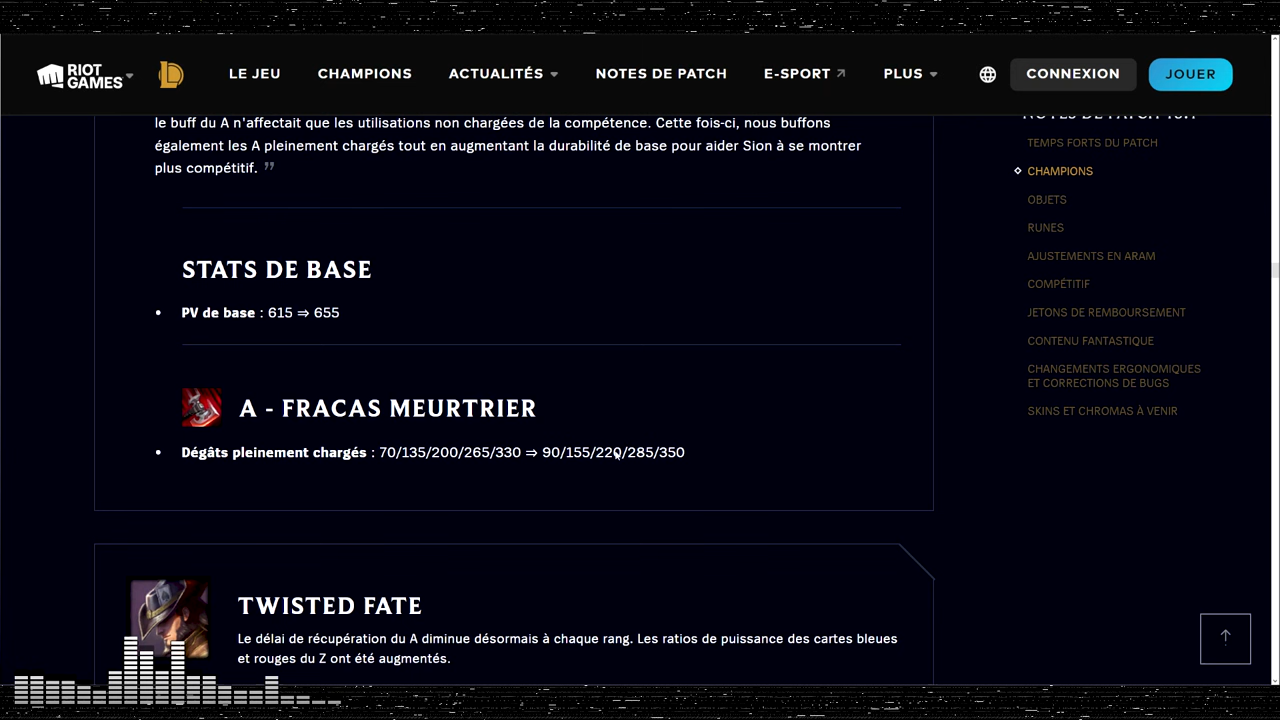 RIOT GAMES
LE JEU CHAMPIONS ACTUALITÉS NOTES DE PATCH E-SPORT PLUS CONNEXION JOUER
le buff du A n'affectait que les utilisations non chargées de la compétence. Cette fois-ci, nous buffons
également les A pleinement chargés tout en augmentant la durabilité de base pour aider Sion à se montrer
plus compétitif. ”
STATS DE BASE
• PV de base : 615 ⇒ 655
A - FRACAS MEURTRIER
• Dégâts pleinement chargés : 70/135/200/265/330 ⇒ 90/155/220/285/350
TWISTED FATE
Le délai de récupération du A diminue désormais à chaque rang. Les ratios de puissance des cartes bleues
et rouges du Z ont été augmentés.
NOTES DE PATCH
TEMPS FORTS DU PATCH
CHAMPIONS
OBJETS
RUNES
AJUSTEMENTS EN ARAM
COMPÉTITIF
JETONS DE REMBOURSEMENT
CONTENU FANTASTIQUE
CHANGEMENTS ERGONOMIQUES
ET CORRECTIONS DE BUGS
SKINS ET CHROMAS À VENIR